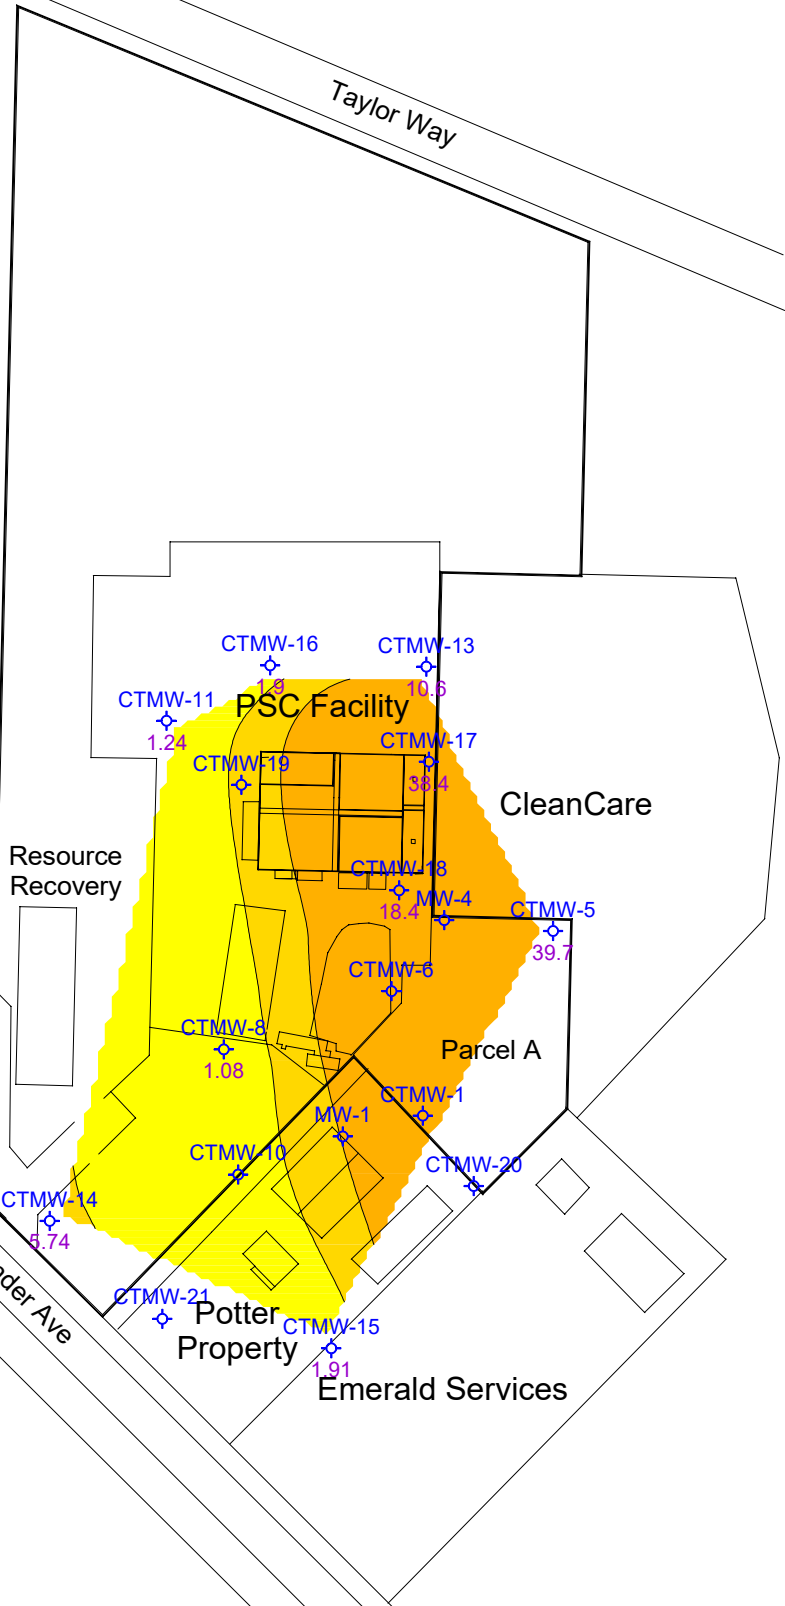 Taylor Way
CTMW-16
1.9
CTMW-13
10.6
CTMW-11
1.24
PSC Facility
CTMW-17
38.4
CTMW-19
CleanCare
Resource
Recovery
CTMW-18
18.4
MW-4
CTMW-5
39.7
CTMW-6
CTMW-8
1.08
Parcel A
CTMW-1
MW-1
CTMW-10
CTMW-20
CTMW-14
5.74
nder Ave
CTMW-21
Potter
Property
CTMW-15
1.91
Emerald Services